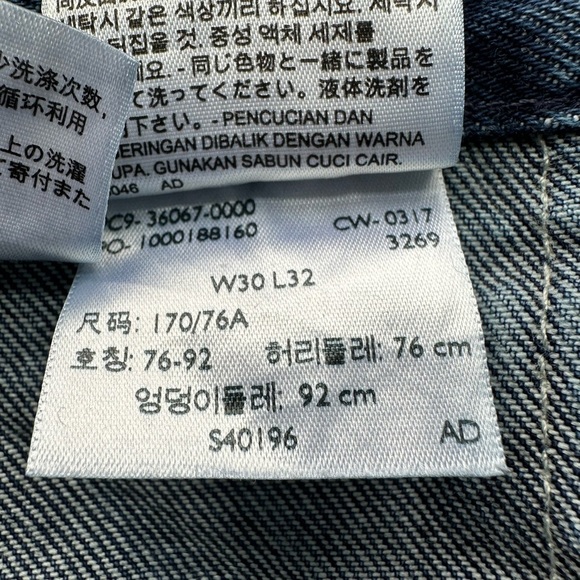 세탁시 같은 색상끼리 하십시오. 세탁시
뒤집을 것. 중성 액체 세제를
요. - 同じ色物と一緒に製品を
て洗ってください。液体洗剤を
下さい。- PENCUCIAN DAN
ERINGAN DIBALIK DENGAN WARNA
UPA. GUNAKAN SABUN CUCI CAIR.
046 AD
少洗涤次数,
循环利用
上の洗濯
て寄付また
C9- 36067-0000 CW- 0317
PO- 1000188160 3269
W30 L32
尺码: 170/76A
호칭: 76-92 허리둘레: 76 cm
엉덩이둘레: 92 cm
S40196 AD